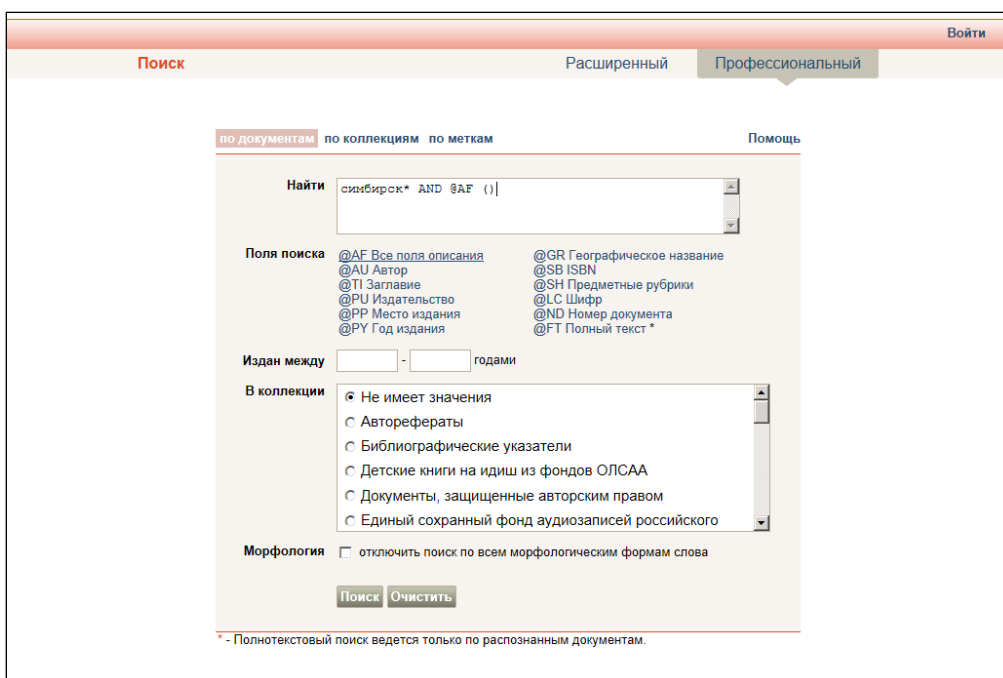 Войти
Поиск Расширенный Профессиональный
по документам по коллекциям по меткам Помощь
Найти симбирск* AND @AF ()
Поля поиска @AF Все поля описания @GR Географическое название
@AU Автор @SB ISBN
@TI Заглавие @SH Предметные рубрики
@PU Издательство @LC Шифр
@PP Место издания @ND Номер документа
@PY Год издания @FT Полный текст *
Издан между - годами
В коллекции Не имеет значения
Авторефераты
Библиографические указатели
Детские книги на идиш из фондов ОЛСАА
Документы, защищенные авторским правом
Единый сохранный фонд аудиозаписей российского
Морфология отключить поиск по всем морфологическим формам слова
Поиск Очистить
* - Полнотекстовый поиск ведется только по распознанным документам.